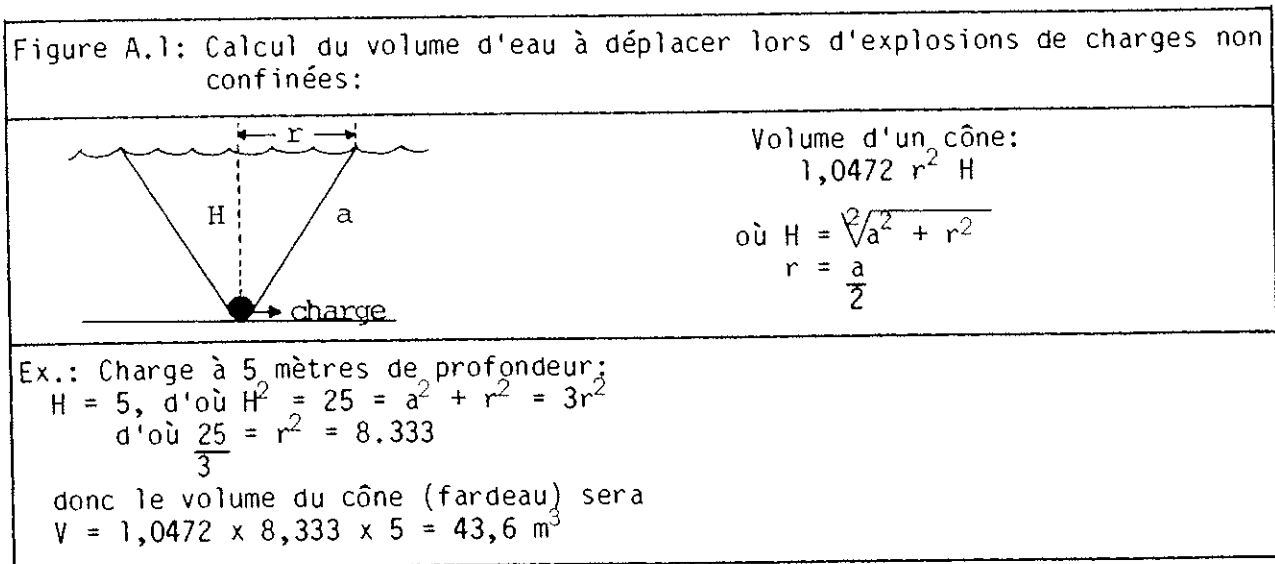 Figure A.1: Calcul du volume d'eau à déplacer lors d'explosions de charges non
confinées:
r
H
a
charge
Volume d'un cône:
1,0472 r² H
où H = ²√a² + r²
r = a/2
Ex.: Charge à 5 mètres de profondeur:
H = 5, d'où H² = 25 = a² + r² = 3r²
d'où 25/3 = r² = 8.333
donc le volume du cône (fardeau) sera
V = 1,0472 x 8,333 x 5 = 43,6 m³